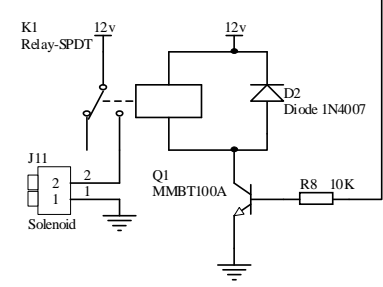 K1
12v
12v
Relay-SPDT
D2
Diode 1N4007
J11
2
2
1
1
Solenoid
Q1
MMBT100A
R8 10K